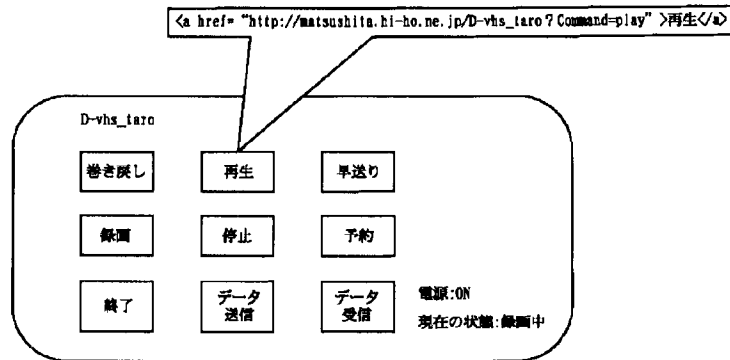 <a href= “http://matsushita.hi-ho.ne.jp/D-vhs_taro？Command=play” >再生</a>
D-vhs_taro
巻き戻し
再生
早送り
録画
停止
予約
終了
データ
送信
データ
受信
電源:ON
現在の状態:録画中